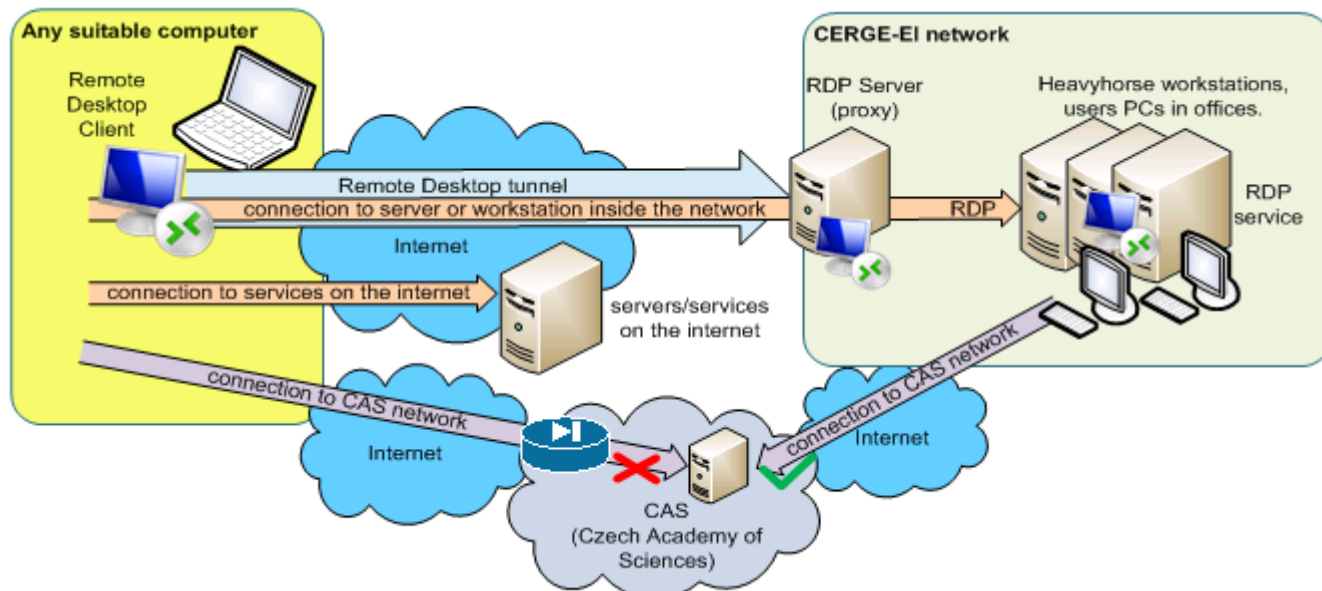 Any suitable computer
Remote
Desktop
Client
CERGE-EI network
RDP Server
(proxy)
Heavyhorse workstations,
users PCs in offices.
Remote Desktop tunnel
connection to server or workstation inside the network
RDP
RDP
service
Internet
connection to services on the internet
servers/services
on the internet
connection to CAS network
Internet
connection to CAS network
Internet
CAS
(Czech Academy of
Sciences)